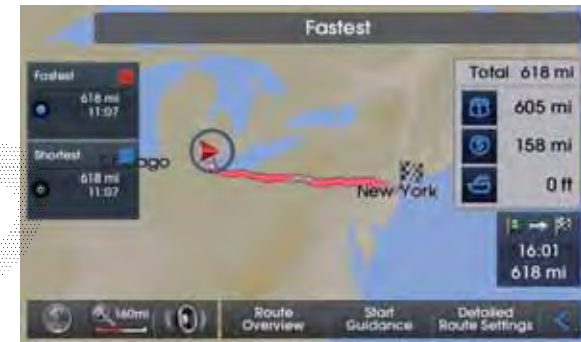 Fastest
Fastest
618 mi
11:07
Shortest
618 mi
11:07
ago
New York
Total 618 mi
605 mi
158 mi
0 ft
16:01
618 mi
160mi
Route
Overview
Start
Guidance
Detailed
Route Settings